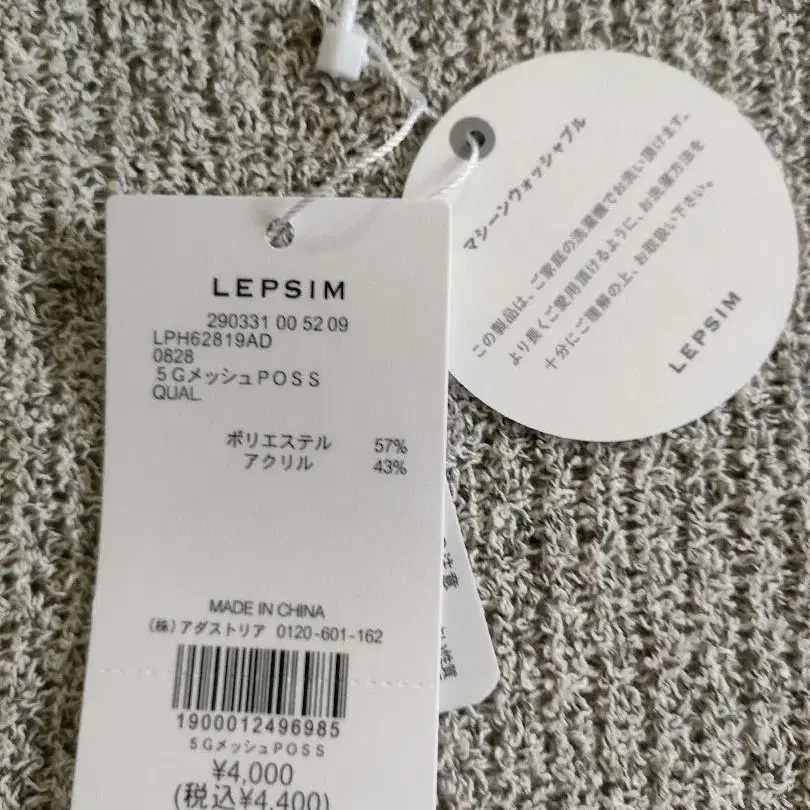 LEPSIM
290331 00 52 09
LPH62819AD
0828
5GメッシュPOSS
QUAL.
ポリエステル 57%
アクリル 43%
MADE IN CHINA
(株)アダストリア 0120-601-162
1900012496985
5GメッシュPOSS
¥4,000
(税込¥4,400)
マシーンウォッシャブル
この製品は、ご家庭の洗濯機でお洗い頂けます。
より長くご愛用頂けるように、お洗濯方法を
十分にご理解の上、お取扱い下さい。
LEPSIM
注意